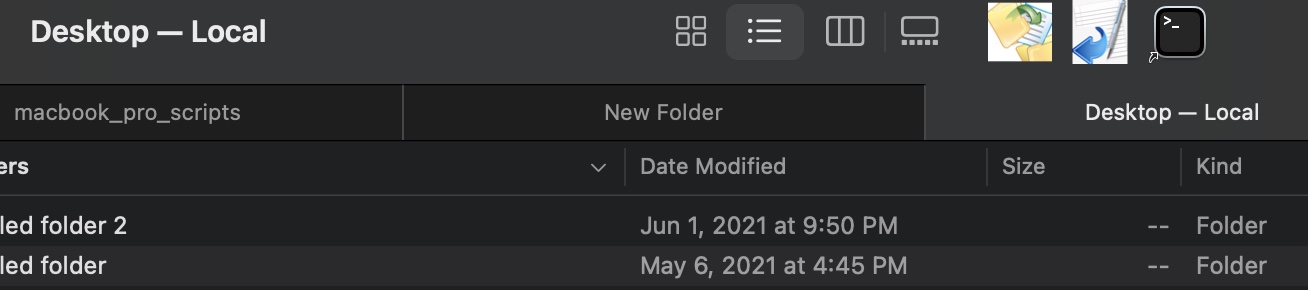 Desktop — Local
>_
macbook_pro_scripts New Folder Desktop — Local
ers Date Modified Size Kind
led folder 2 Jun 1, 2021 at 9:50 PM -- Folder
led folder May 6, 2021 at 4:45 PM -- Folder